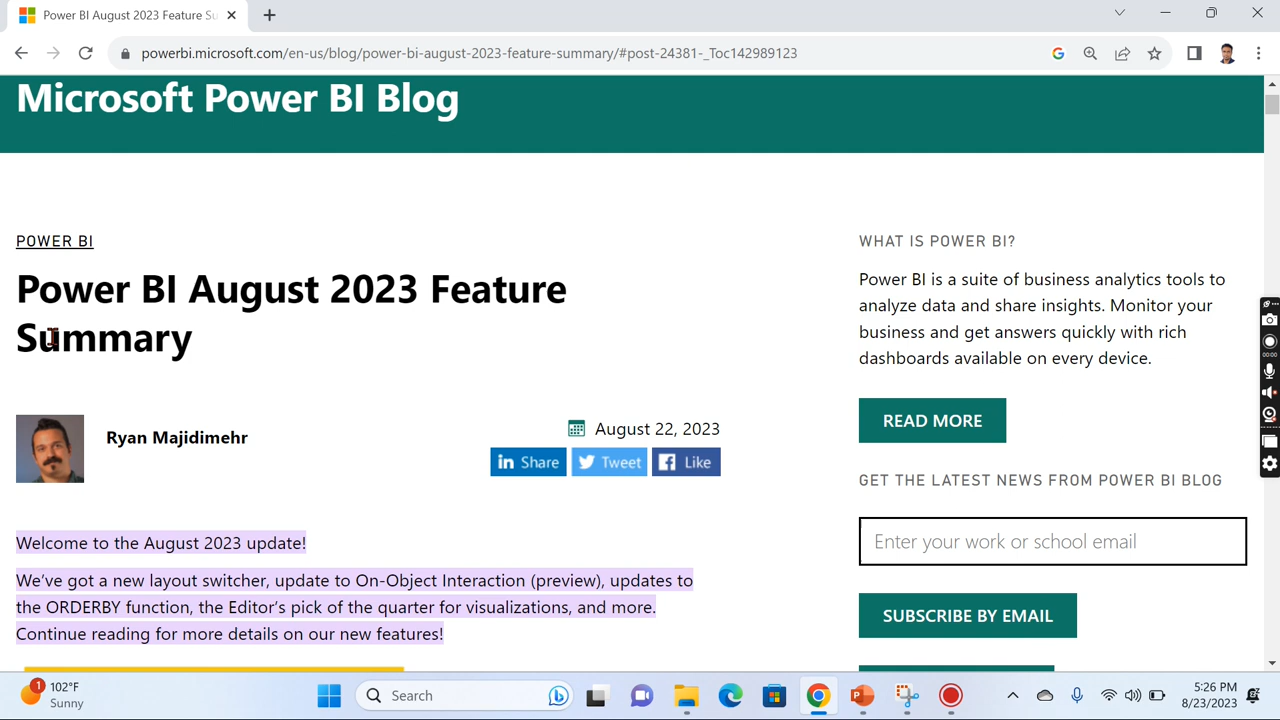 Power BI August 2023 Feature Su
powerbi.microsoft.com/en-us/blog/power-bi-august-2023-feature-summary/#post-24381-_Toc142989123
Microsoft Power BI Blog
POWER BI
Power BI August 2023 Feature
Summary
Ryan Majidimehr
August 22, 2023
in Share
Tweet
Like
Welcome to the August 2023 update!
We’ve got a new layout switcher, update to On-Object Interaction (preview), updates to
the ORDERBY function, the Editor’s pick of the quarter for visualizations, and more.
Continue reading for more details on our new features!
WHAT IS POWER BI?
Power BI is a suite of business analytics tools to
analyze data and share insights. Monitor your
business and get answers quickly with rich
dashboards available on every device.
READ MORE
GET THE LATEST NEWS FROM POWER BI BLOG
Enter your work or school email
SUBSCRIBE BY EMAIL
00:00
1
102°F
Sunny
Search
5:26 PM
8/23/2023